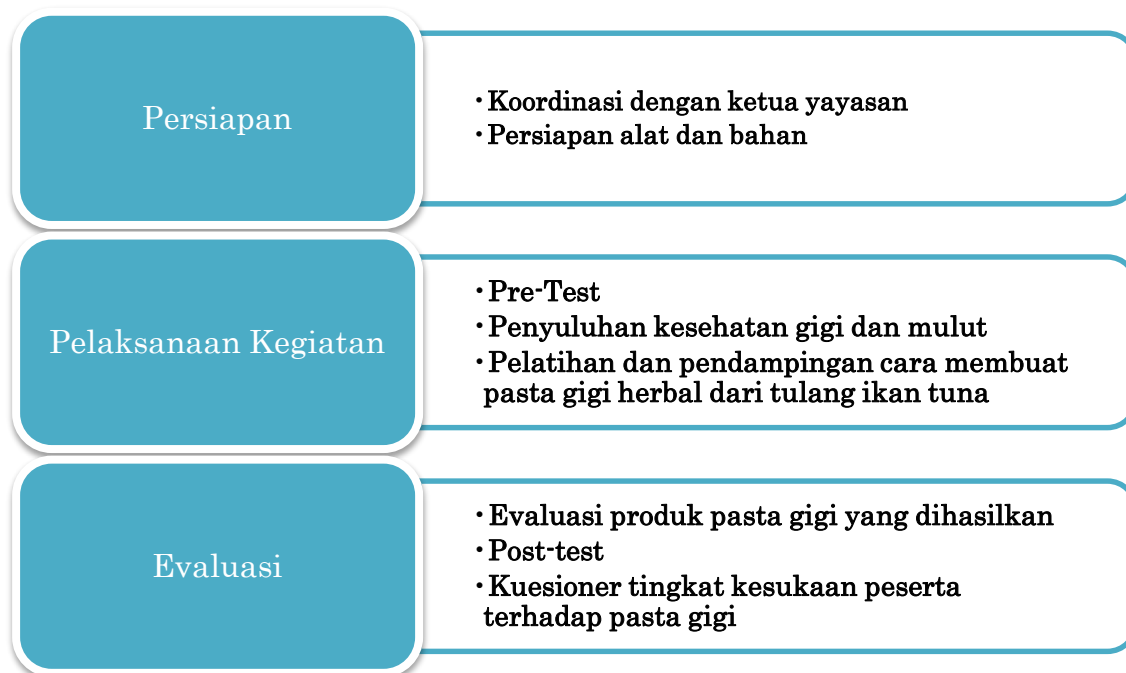 Persiapan
·Koordinasi dengan ketua yayasan
·Persiapan alat dan bahan
Pelaksanaan Kegiatan
·Pre-Test
·Penyuluhan kesehatan gigi dan mulut
·Pelatihan dan pendampingan cara membuat
pasta gigi herbal dari tulang ikan tuna
Evaluasi
·Evaluasi produk pasta gigi yang dihasilkan
·Post-test
·Kuesioner tingkat kesukaan peserta
terhadap pasta gigi